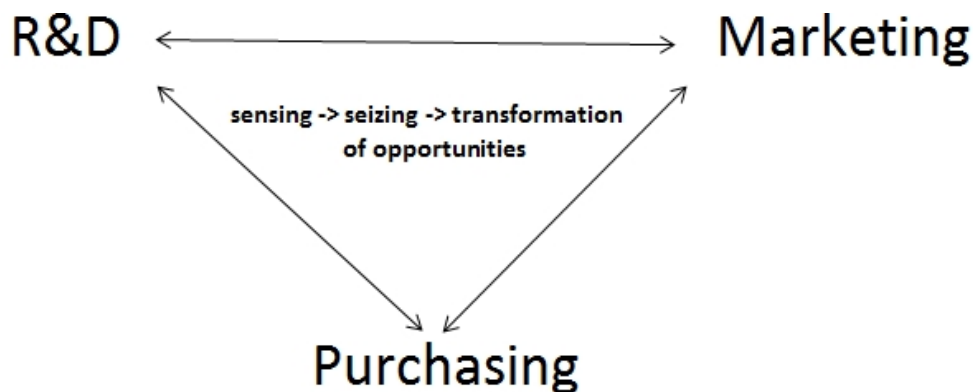 R&D
Marketing
sensing -> seizing -> transformation
of opportunities
Purchasing